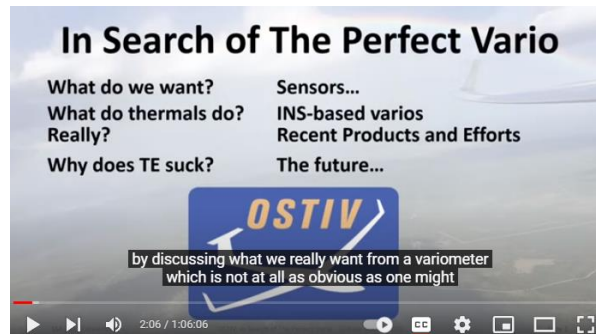 In Search of The Perfect Vario
What do we want?
What do thermals do?
Really?
Why does TE suck?
Sensors...
INS-based varios
Recent Products and Efforts
The future...
OSTIV
by discussing what we really want from a variometer
which is not at all as obvious as one might
2:06 / 1:06:06
CC